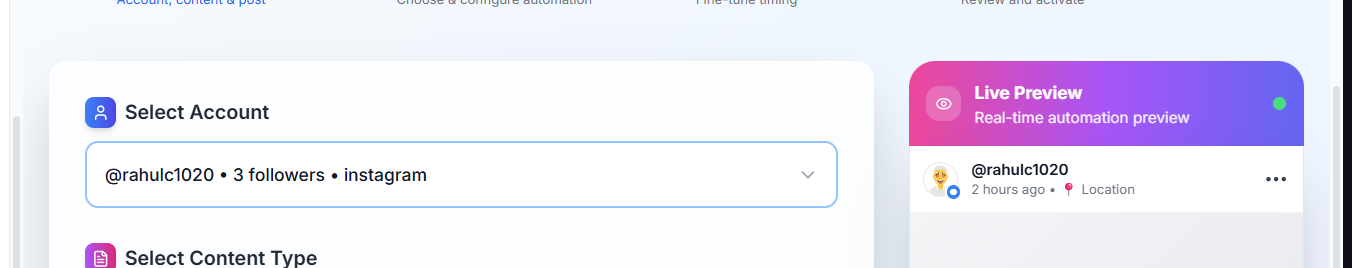 Account, content & post
Choose & configure automation
Fine-tune timing
Review and activate
Select Account
@rahulc1020 • 3 followers • instagram
Select Content Type
Live Preview
Real-time automation preview
@rahulc1020
2 hours ago • 📍 Location